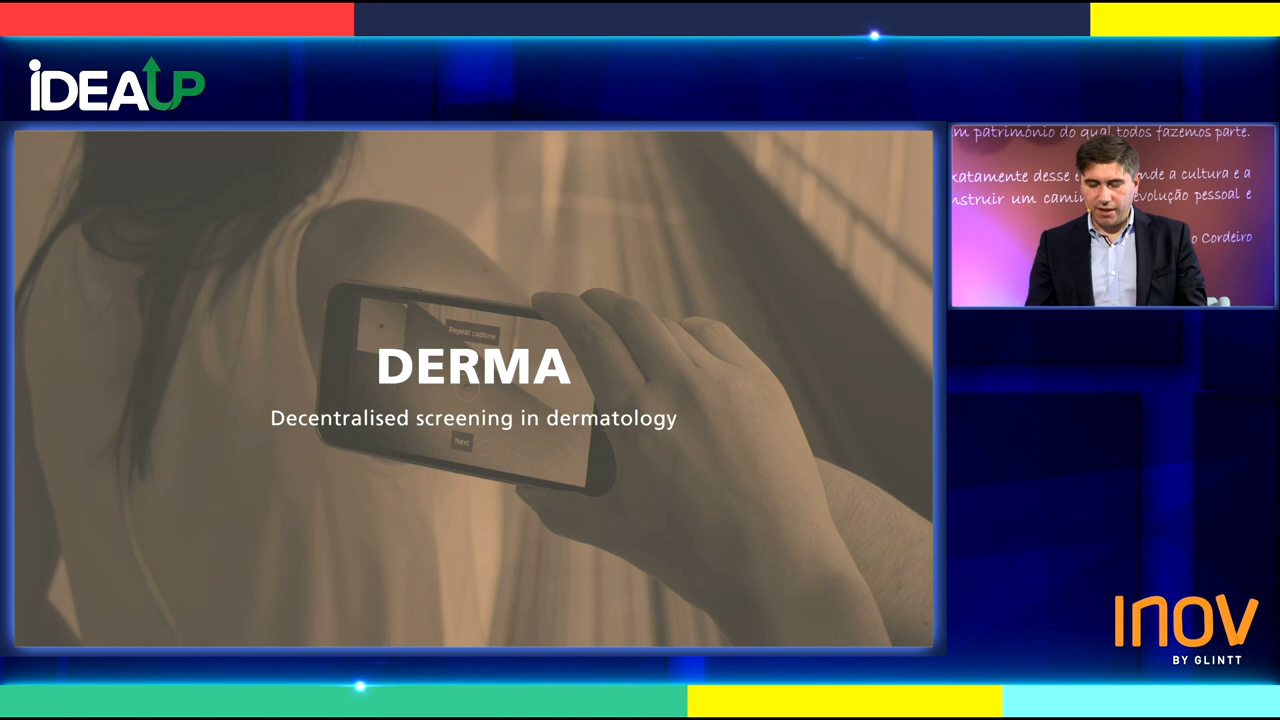 iDEAUP
Repeat capture
DERMA
Decentralised screening in dermatology
Next
m património do qual todos fazemos parte.
xatamente desse e nde a cultura e a
nstruir um cami evolução pessoal e
o Cordeiro
INOV
BY GLINTT